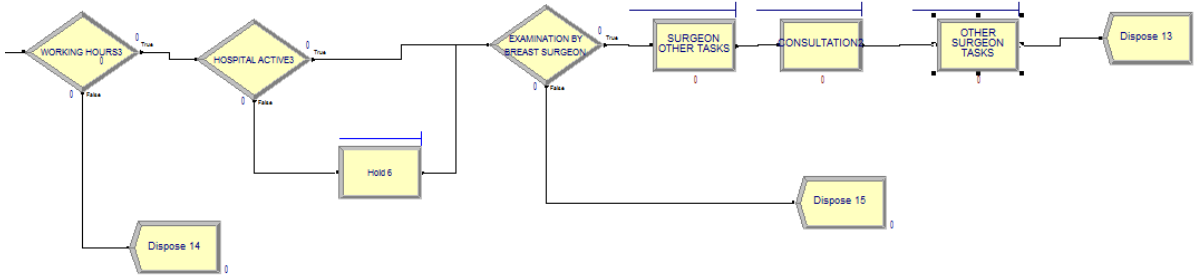 0
True
WORKING HOURS3
0
0
False
0
True
HOSPITAL ACTIVE3
0
False
Hold 6
0
True
EXAMINATION BY
BREAST SURGEON
0
False
SURGEON
OTHER TASKS
0
CONSULTATION2
0
OTHER
SURGEON
TASKS
0
Dispose 13
0
Dispose 15
0
Dispose 14
0